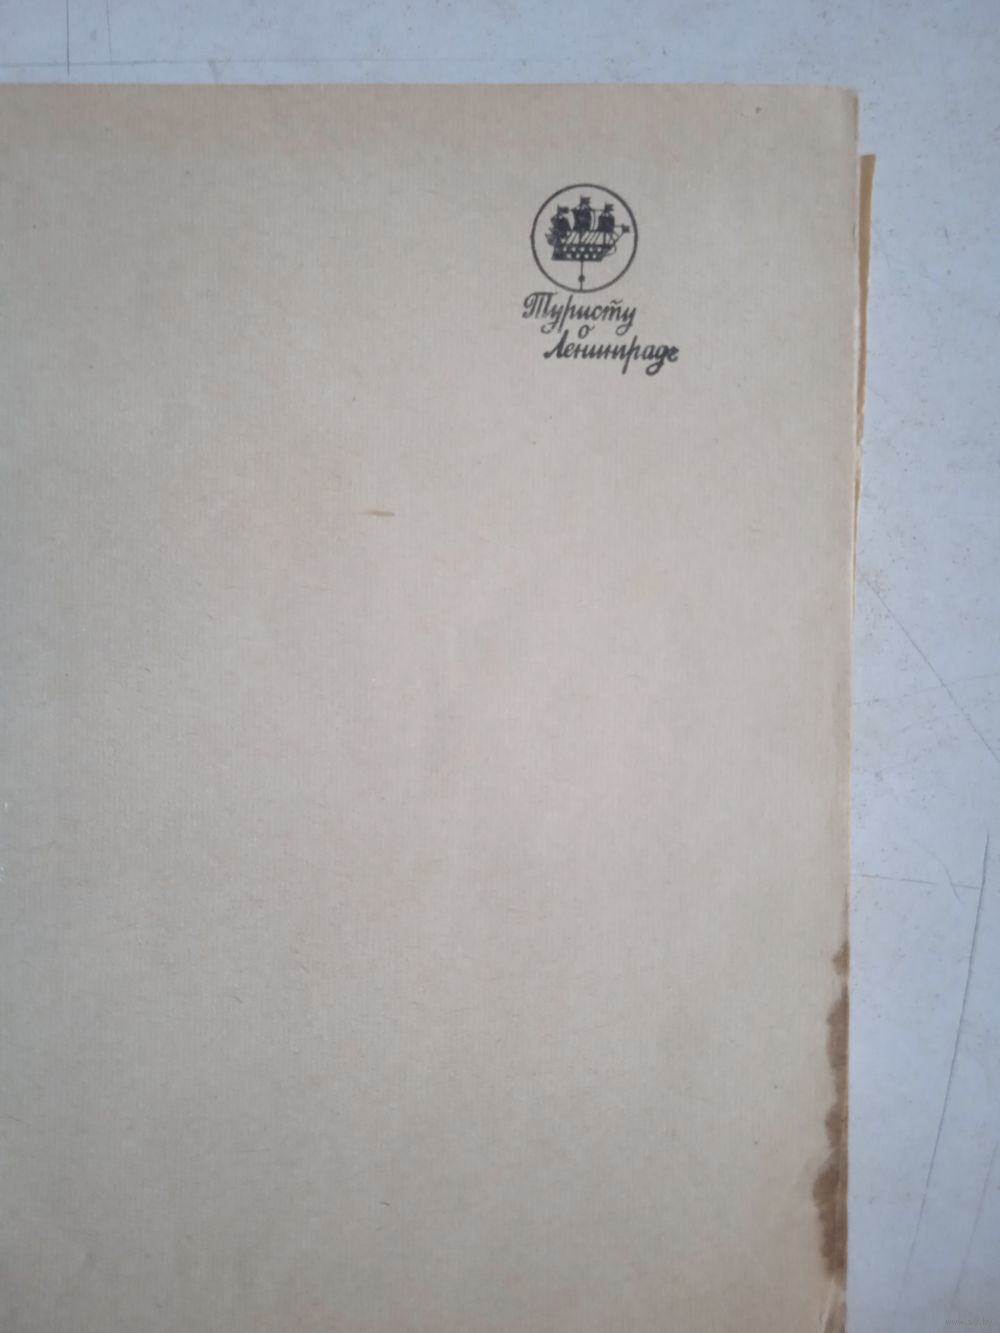 Туристу
о
Ленинграде